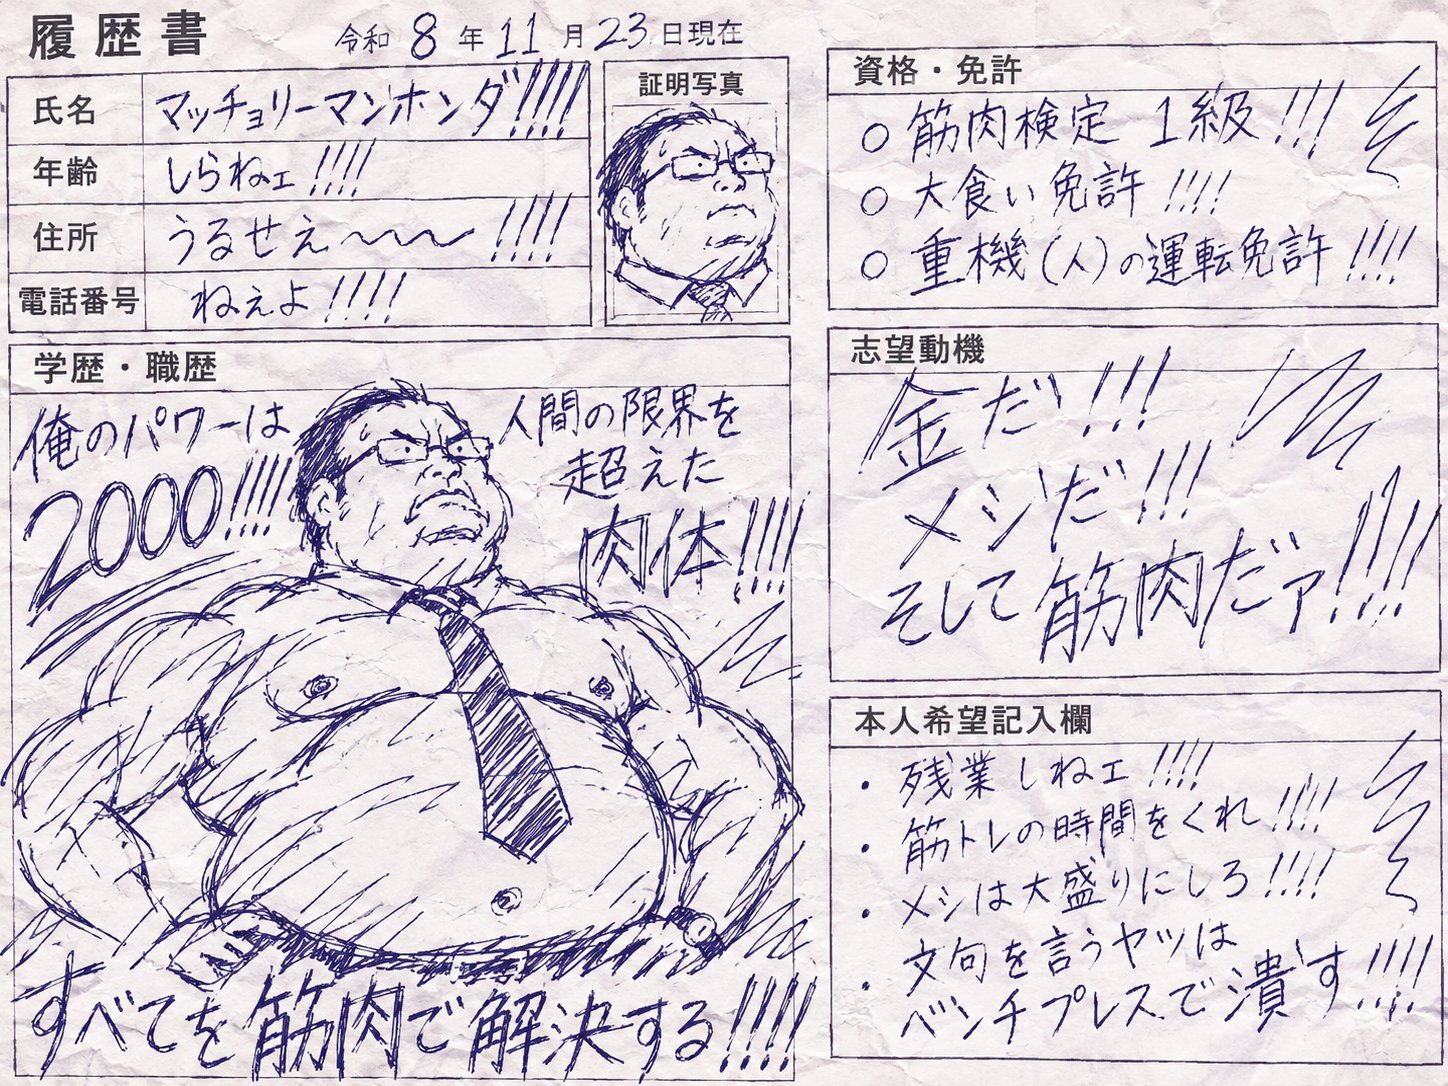 履歴書
令和 8 年 11 月 23 日現在
氏名 マッチョリーマンホンダ!!!!
年齢 しらねェ!!!!
住所 うるせえ〜〜〜!!!!
電話番号 ねぇよ!!!!
証明写真
学歴・職歴
俺のパワーは
2000!!!!
人間の限界を
超えた
肉体!!!!
すべてを筋肉で解決する!!!!
資格・免許
○ 筋肉検定 1級!!!
○ 大食い免許!!!!
○ 重機(人)の運転免許!!!!
志望動機
金だ!!!
メシだ!!!
そして筋肉だァ!!!!
本人希望記入欄
・残業しねェ!!!!
・筋トレの時間をくれ!!!!
・メシは大盛りにしろ!!!!
・文句を言うヤツは
ベンチプレスで潰す!!!!